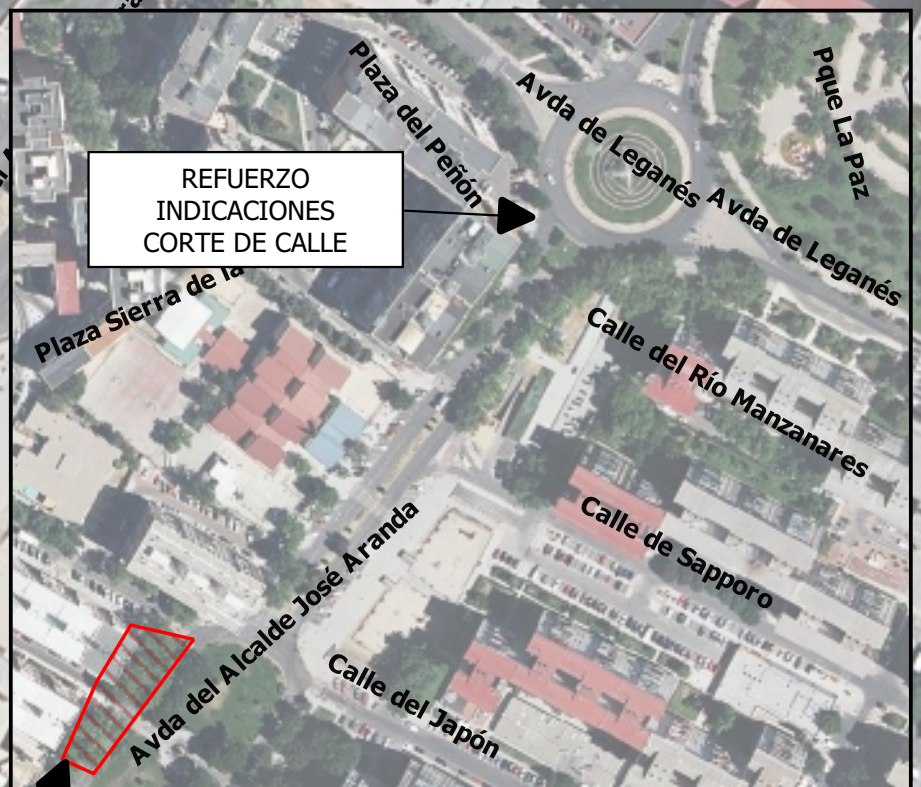 Plaza del Peñón
Avda de Leganés
Pque La Paz
REFUERZO
INDICACIONES
CORTE DE CALLE
Avda de Leganés
Plaza Sierra de la
Calle del Río Manzanares
Calle de Sapporo
Avda del Alcalde José Aranda
Calle del Japón